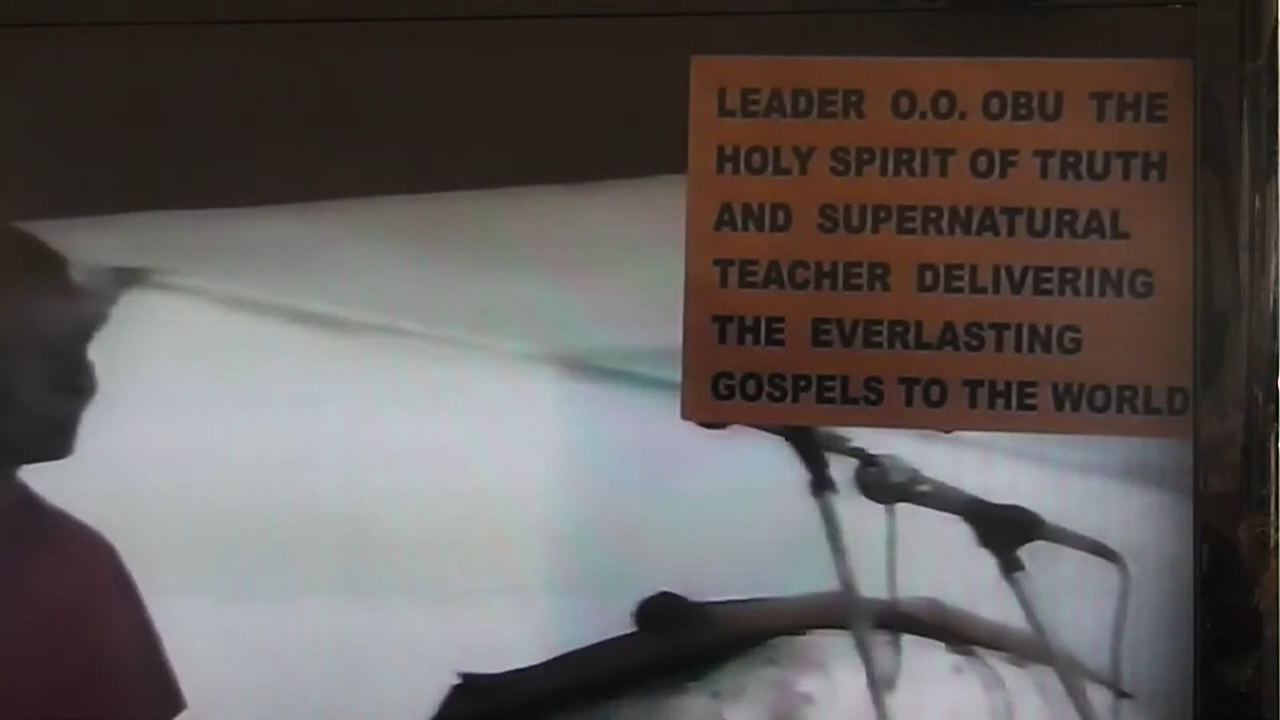 LEADER O.O. OBU THE
HOLY SPIRIT OF TRUTH
AND SUPERNATURAL
TEACHER DELIVERING
THE EVERLASTING
GOSPELS TO THE WORLD